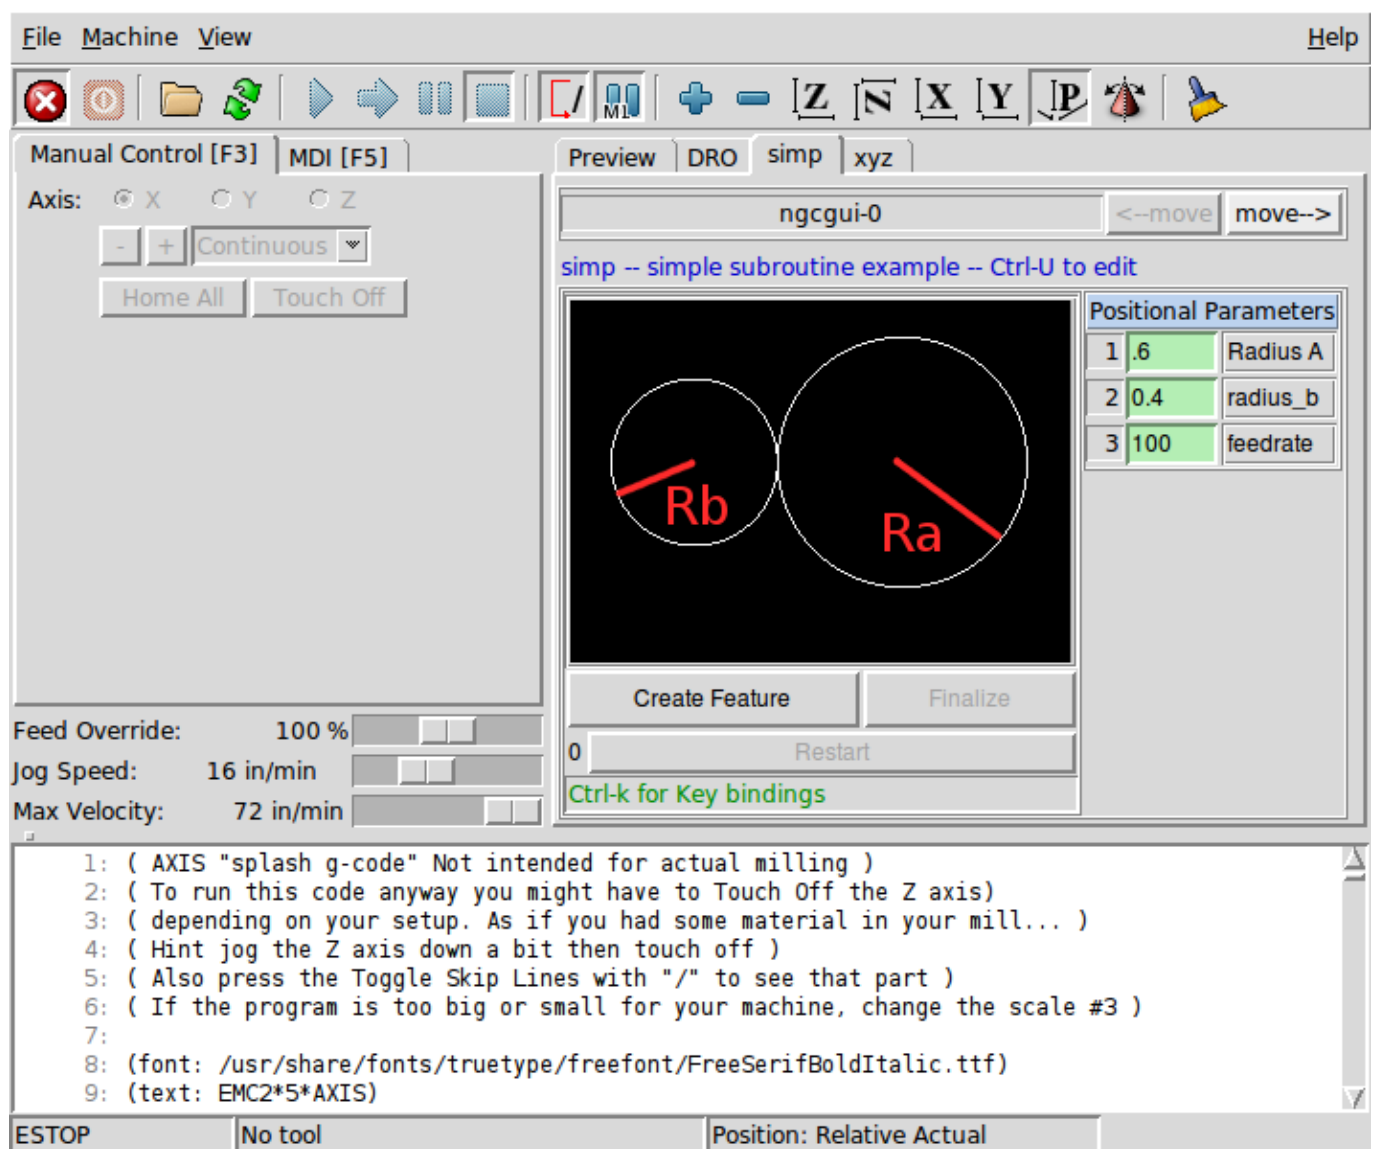 File Machine View Help
M1 Z N X Y P
Manual Control [F3] MDI [F5]
Preview DRO simp xyz
Axis: X Y Z
- + Continuous
Home All Touch Off
ngcgui-0 <--move move-->
simp -- simple subroutine example -- Ctrl-U to edit
Positional Parameters
1 .6 Radius A
2 0.4 radius_b
3 100 feedrate
Rb
Ra
Create Feature Finalize
0 Restart
Ctrl-k for Key bindings
Feed Override: 100 %
Jog Speed: 16 in/min
Max Velocity: 72 in/min
1: ( AXIS "splash g-code" Not intended for actual milling )
2: ( To run this code anyway you might have to Touch Off the Z axis)
3: ( depending on your setup. As if you had some material in your mill... )
4: ( Hint jog the Z axis down a bit then touch off )
5: ( Also press the Toggle Skip Lines with "/" to see that part )
6: ( If the program is too big or small for your machine, change the scale #3 )
7:
8: (font: /usr/share/fonts/truetype/freefont/FreeSerifBoldItalic.ttf)
9: (text: EMC2*5*AXIS)
ESTOP No tool Position: Relative Actual